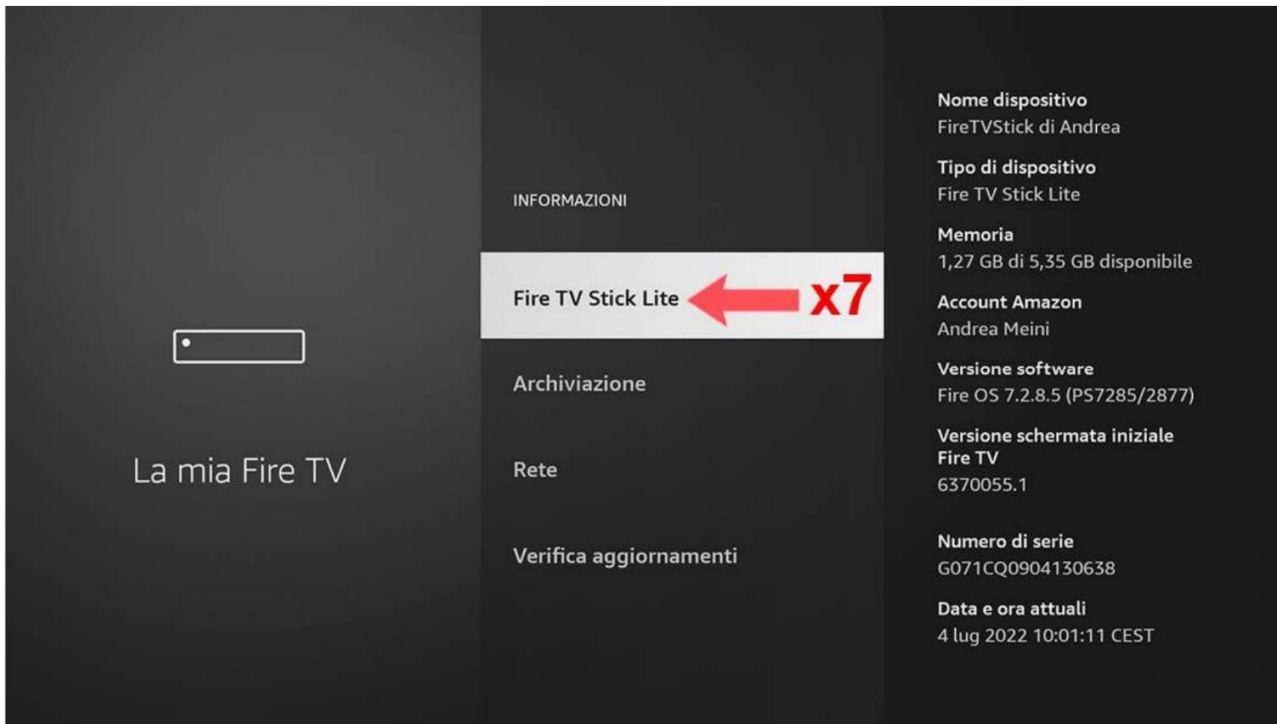 La mia Fire TV
INFORMAZIONI
Fire TV Stick Lite
x7
Archiviazione
Rete
Verifica aggiornamenti
Nome dispositivo
FireTVStick di Andrea
Tipo di dispositivo
Fire TV Stick Lite
Memoria
1,27 GB di 5,35 GB disponibile
Account Amazon
Andrea Meini
Versione software
Fire OS 7.2.8.5 (PS7285/2877)
Versione schermata iniziale
Fire TV
6370055.1
Numero di serie
G071CQ0904130638
Data e ora attuali
4 lug 2022 10:01:11 CEST